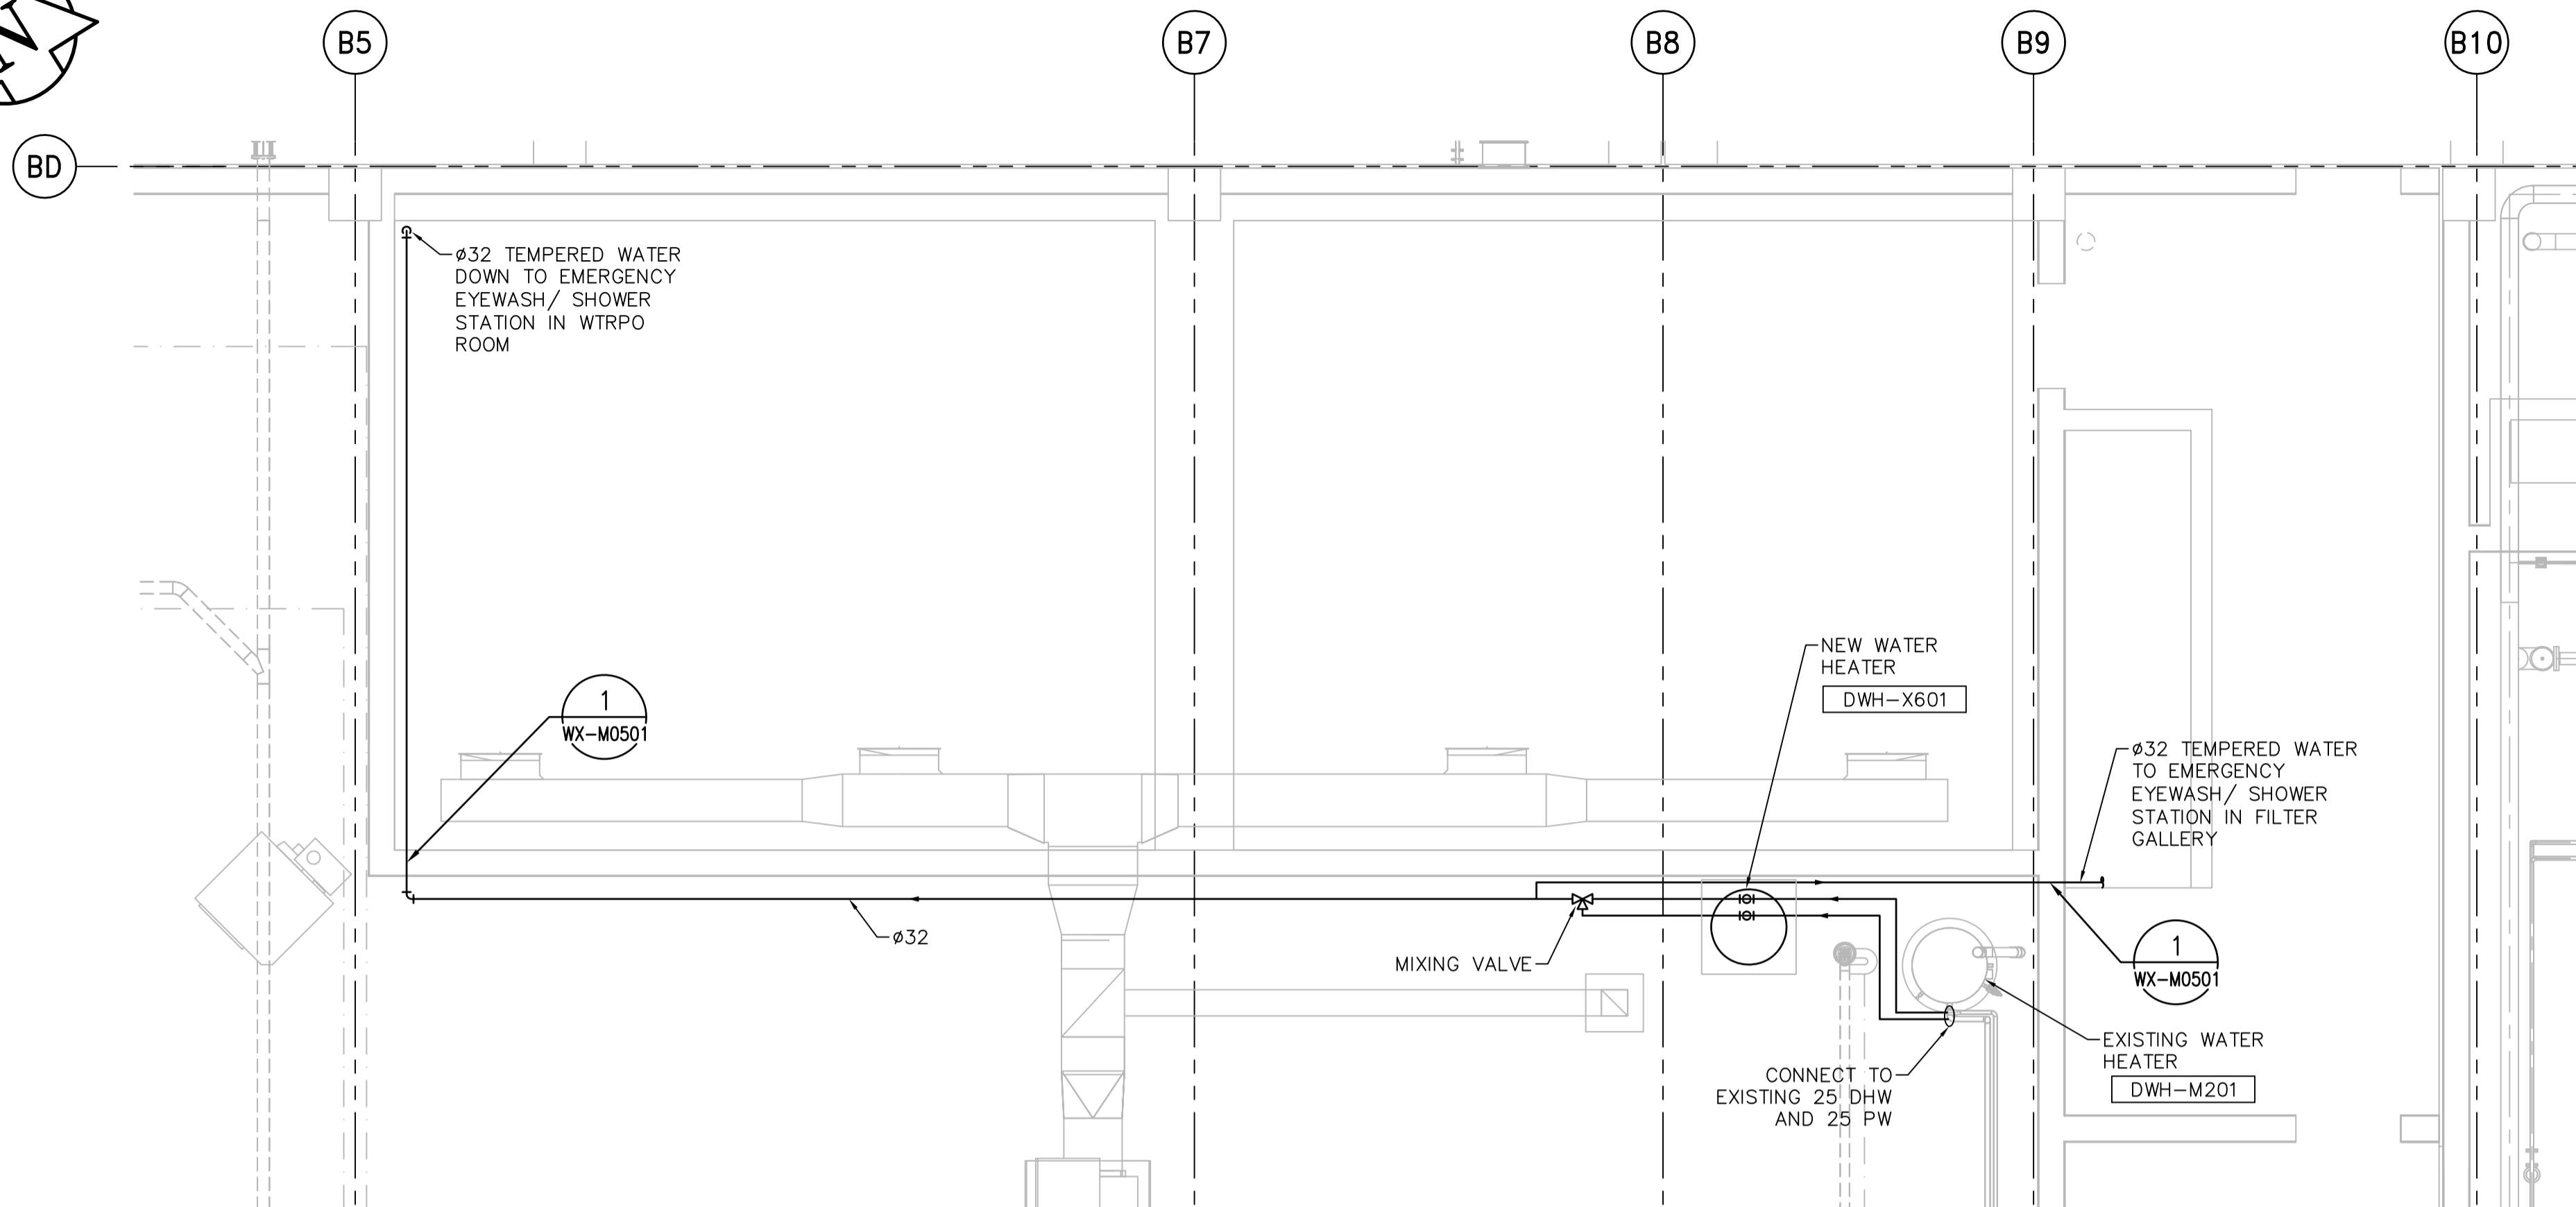 N
B5
B7
B8
B9
B10
BD
ø32 TEMPERED WATER
DOWN TO EMERGENCY
EYEWASH/ SHOWER
STATION IN WTRPO
ROOM
NEW WATER
HEATER
DWH-X601
1
WX-M0501
ø32 TEMPERED WATER
TO EMERGENCY
EYEWASH/ SHOWER
STATION IN FILTER
GALLERY
ø32
MIXING VALVE
1
WX-M0501
EXISTING WATER
HEATER
DWH-M201
CONNECT TO
EXISTING 25 DHW
AND 25 PW